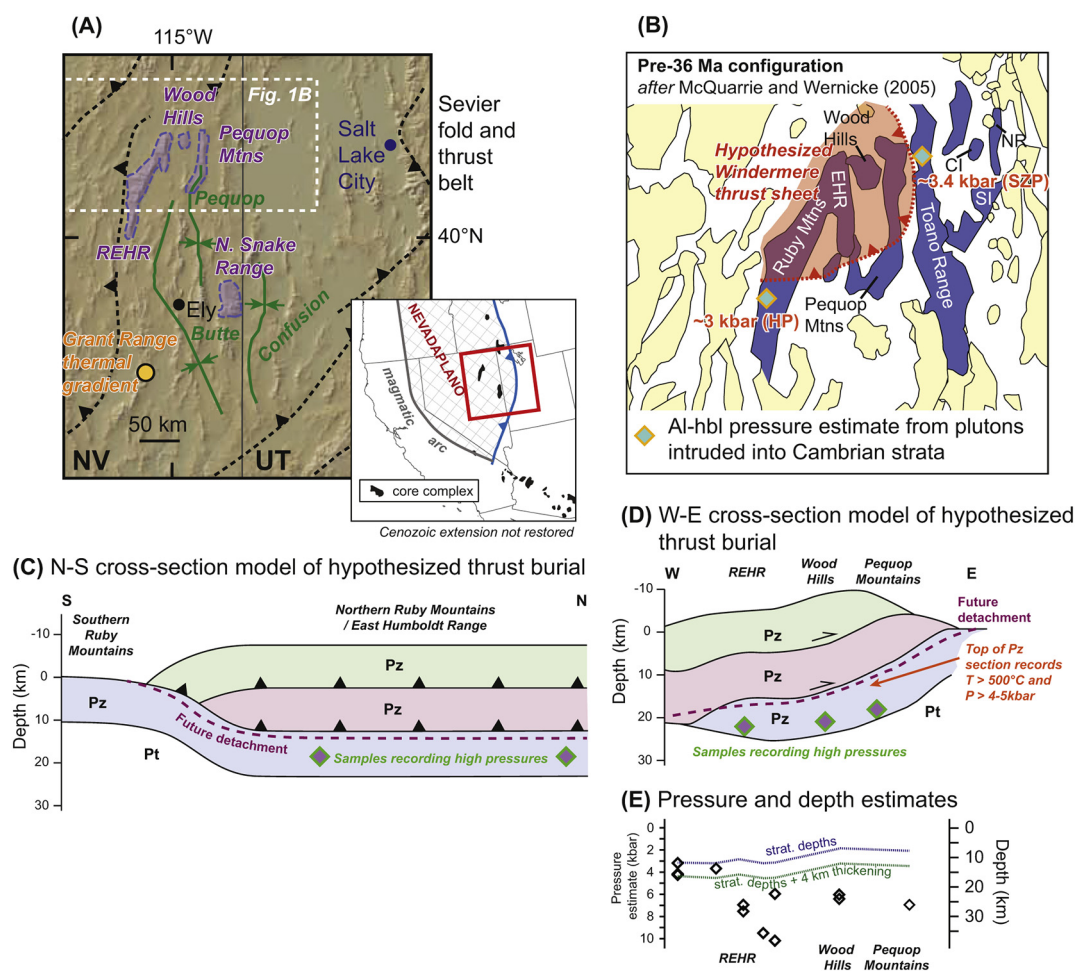 (A)
115°W
Wood
Hills
Fig. 1B
Pequop
Mtns
Salt
Lake
City
Sevier
fold and
thrust
belt
Pequop
REHR
N. Snake
Range
40°N
Ely
Butte
Confusion
Grant Range
thermal
gradient
50 km
NV
UT
NEVADAPLANO
magmatic
arc
core complex
Cenozoic extension not restored
(B)
Pre-36 Ma configuration
after McQuarrie and Wernicke (2005)
Wood
Hills
Hypothesized
Windermere
thrust sheet
EHR
Ruby Mtns
NR
CI
~3.4 kbar (SZP)
SI
Toano Range
Pequop
Mtns
~3 kbar (HP)
Al-hbl pressure estimate from plutons
intruded into Cambrian strata
(C) N-S cross-section model of hypothesized thrust burial
S
N
Southern
Ruby
Mountains
Northern Ruby Mountains
/ East Humboldt Range
Depth (km)
-10
0
10
20
30
Pz
Pz
Pz
Pt
Future detachment
Samples recording high pressures
(D) W-E cross-section model of hypothesized
thrust burial
W
REHR
Wood
Hills
Pequop
Mountains
E
Depth (km)
-10
0
10
20
30
Future
detachment
Pz
Pz
Pz
Pt
Top of Pz
section records
T > 500°C and
P > 4-5kbar
Samples recording high pressures
(E) Pressure and depth estimates
Pressure
estimate (kbar)
0
2
4
6
8
10
strat. depths
strat. depths + 4 km thickening
0
10
20
30
Depth (km)
REHR
Wood
Hills
Pequop
Mountains